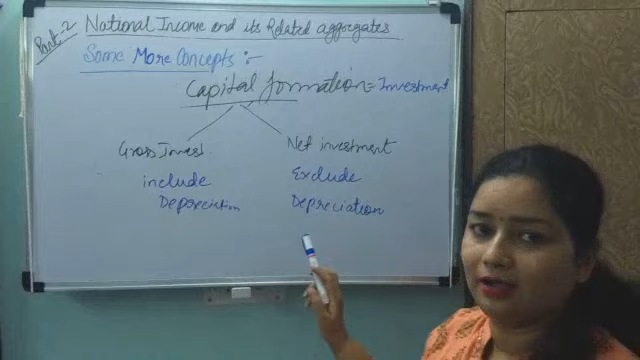 Part-2
National Income and its Related aggregates
Some More Concepts :-
Capital formation = Investment
Gross Invest. Net investment
include Exclude
Depreciation Depreciation